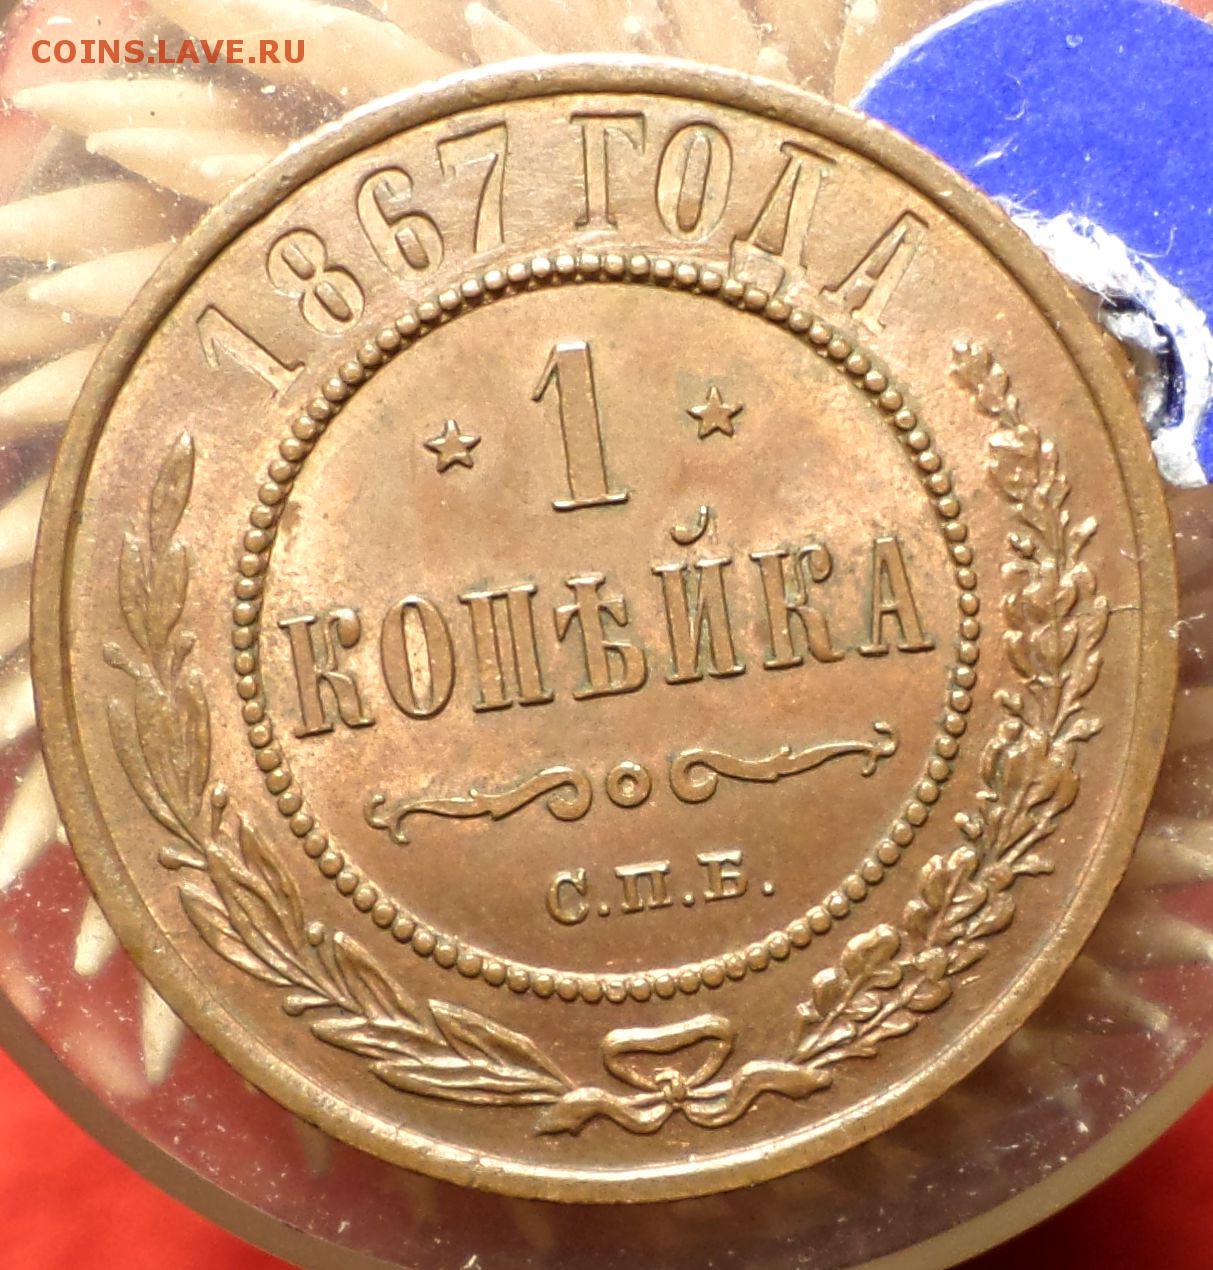 COINS.LAVE.RU
1867 ГОДА
* 1 *
КОПѢЙКА
С.П.Б.